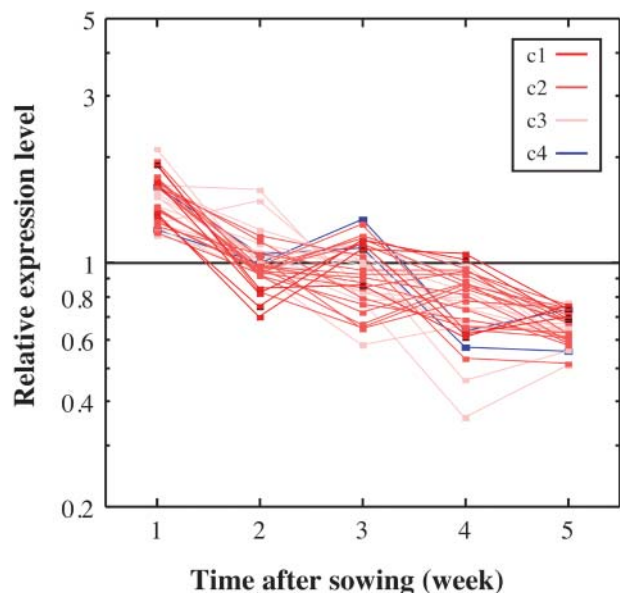 5
3
1
0.8
0.6
0.4
0.2
Relative expression level
c1
c2
c3
c4
1 2 3 4 5
Time after sowing (week)